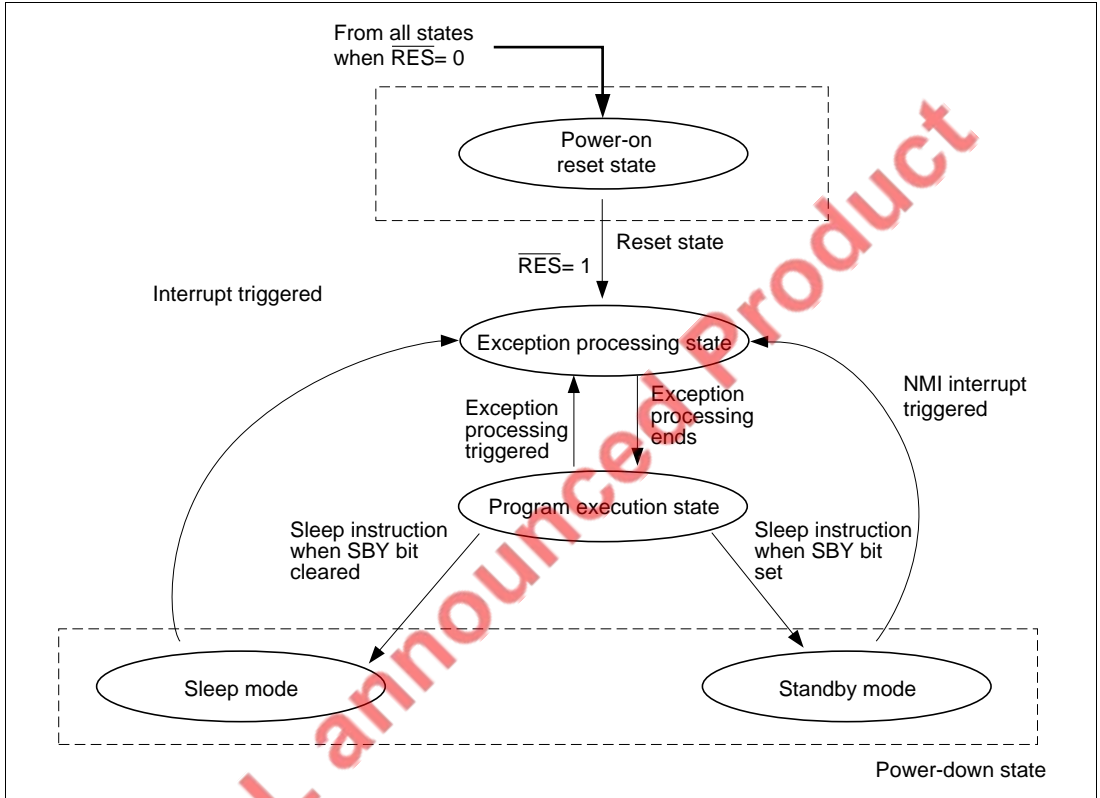 From all states
when RES= 0
Power-on
reset state
Reset state
RES= 1
Interrupt triggered
Exception processing state
NMI interrupt
triggered
Exception
processing
triggered
Exception
processing
ends
Program execution state
Sleep instruction
when SBY bit
cleared
Sleep instruction
when SBY bit
set
Sleep mode
Standby mode
Power-down state
announced Product